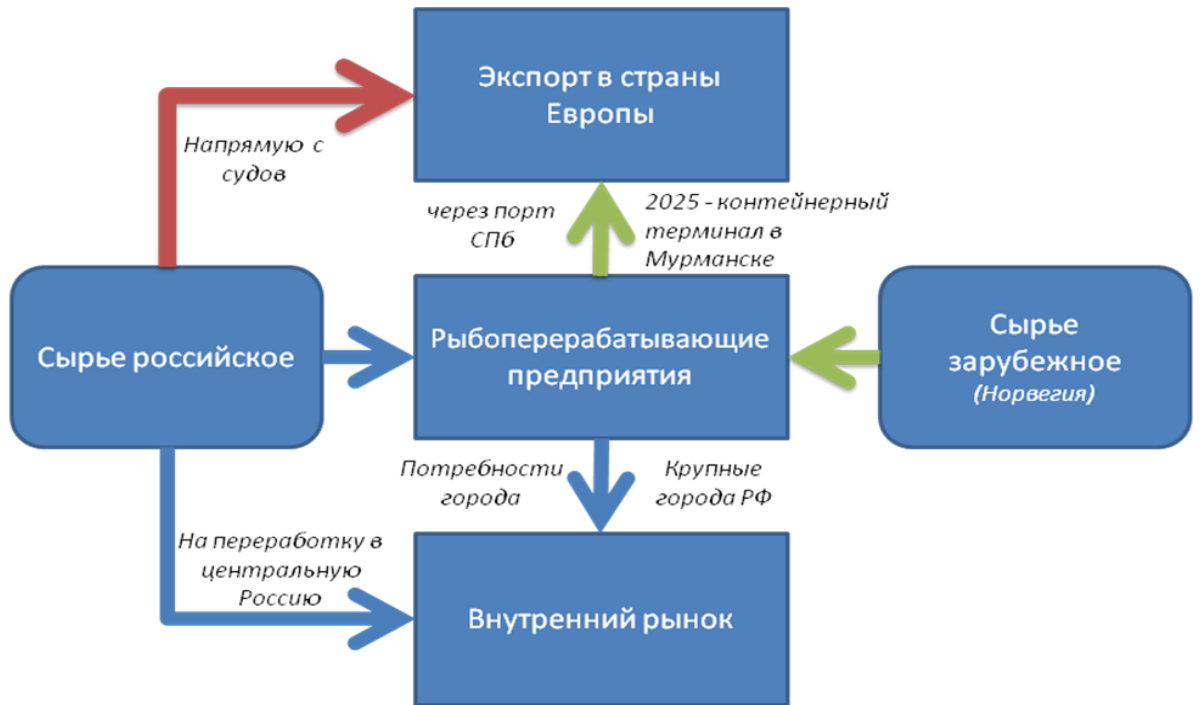 Экспорт в страны
Европы
Напрямую с
судов
через порт
СПб
2025 - контейнерный
терминал в
Мурманске
Сырье российское
Рыбоперерабатывающие
предприятия
Сырье
зарубежное
(Норвегия)
Потребности
города
Крупные
города РФ
На переработку в
центральную
Россию
Внутренний рынок